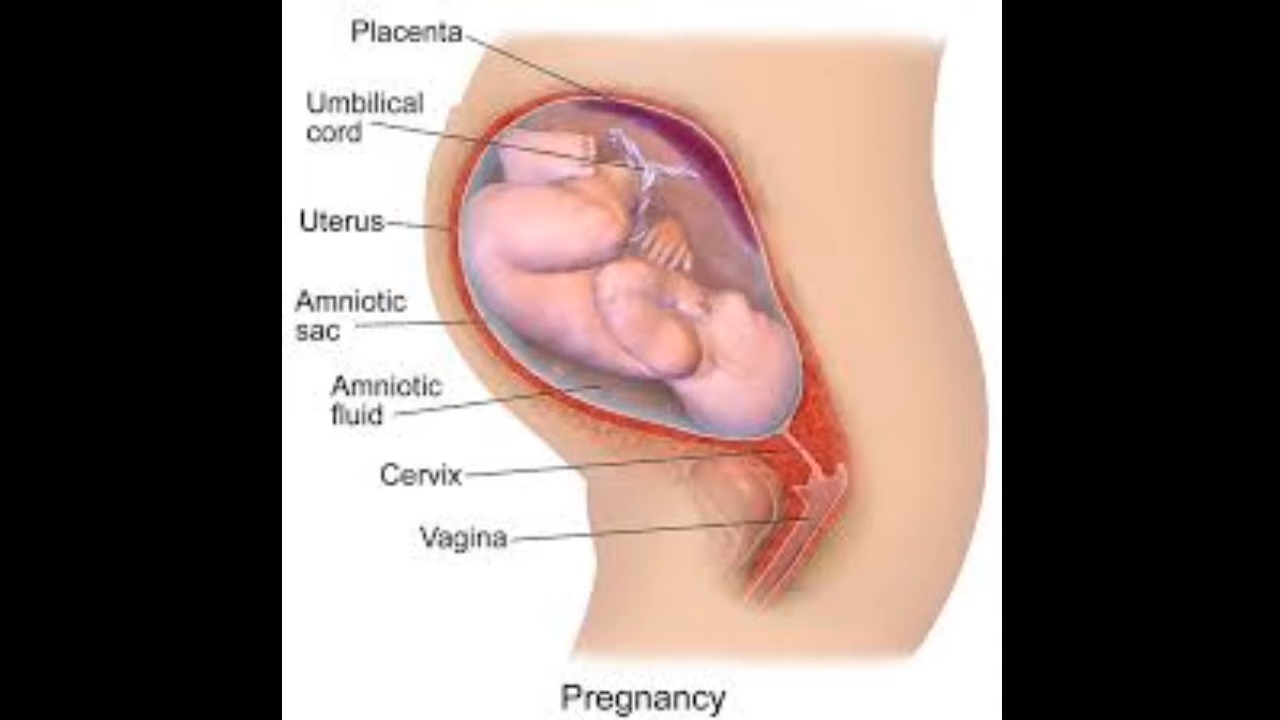 Placenta
Umbilical
cord
Uterus
Amniotic
sac
Amniotic
fluid
Cervix
Vagina
Pregnancy